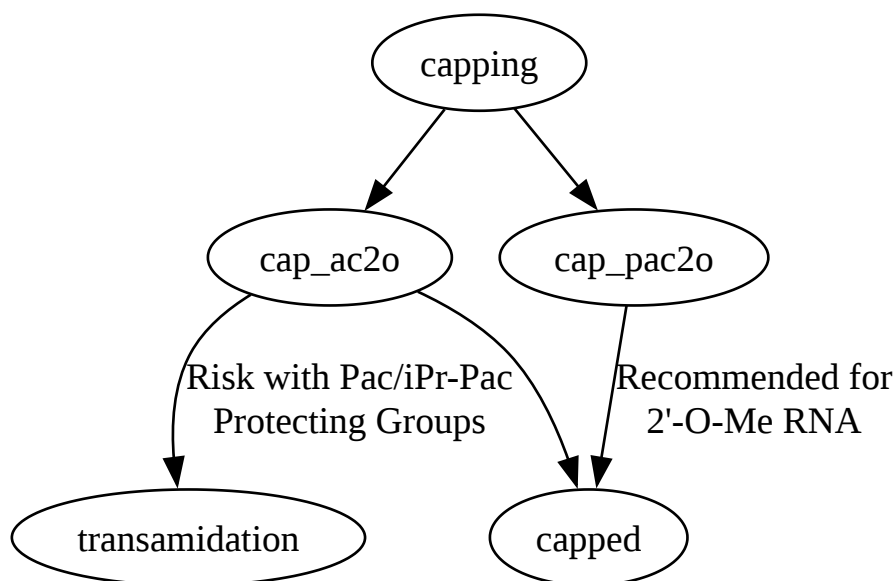 capping
cap_ac2o
cap_pac2o
Risk with Pac/iPr-Pac
Protecting Groups
Recommended for
2'-O-Me RNA
transamidation
capped